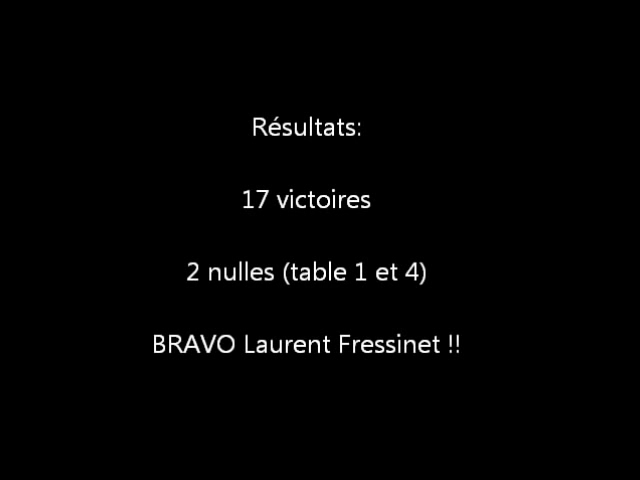 Résultats:
17 victoires
2 nulles (table 1 et 4)
BRAVO Laurent Fressinet !!